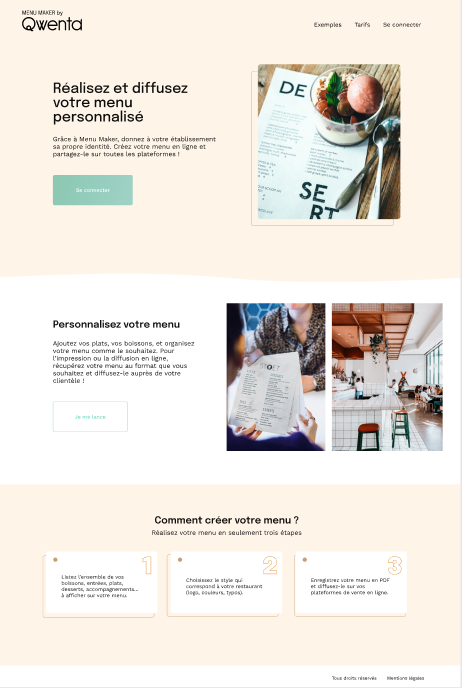 MENU MAKER by
Qwenta
Exemples Tarifs Se connecter
Réalisez et diffusez
votre menu
personnalisé
Grâce à Menu Maker, donnez à votre établissement
sa propre identité. Créez votre menu en ligne et
partagez-le sur toutes les plateformes !
Se connecter
DE
SE
RT
Personnalisez votre menu
Ajoutez vos plats, vos boissons, et organisez
votre menu comme le souhaitez. Pour
l'impression ou la diffusion en ligne,
récupérez votre menu au format que vous
souhaitez et diffusez-le auprès de votre
clientèle !
Je me lance
Comment créer votre menu ?
Réalisez votre menu en seulement trois étapes
1
Listez l'ensemble de vos
boissons, entrées, plats,
desserts, accompagnements...
à afficher sur votre menu.
2
Choisissez le style qui
correspond à votre restaurant
(logo, couleurs, typos).
3
Enregistrez votre menu en PDF
et diffusez-le sur vos
plateformes de vente en ligne.
Tous droits réservés Mentions légales